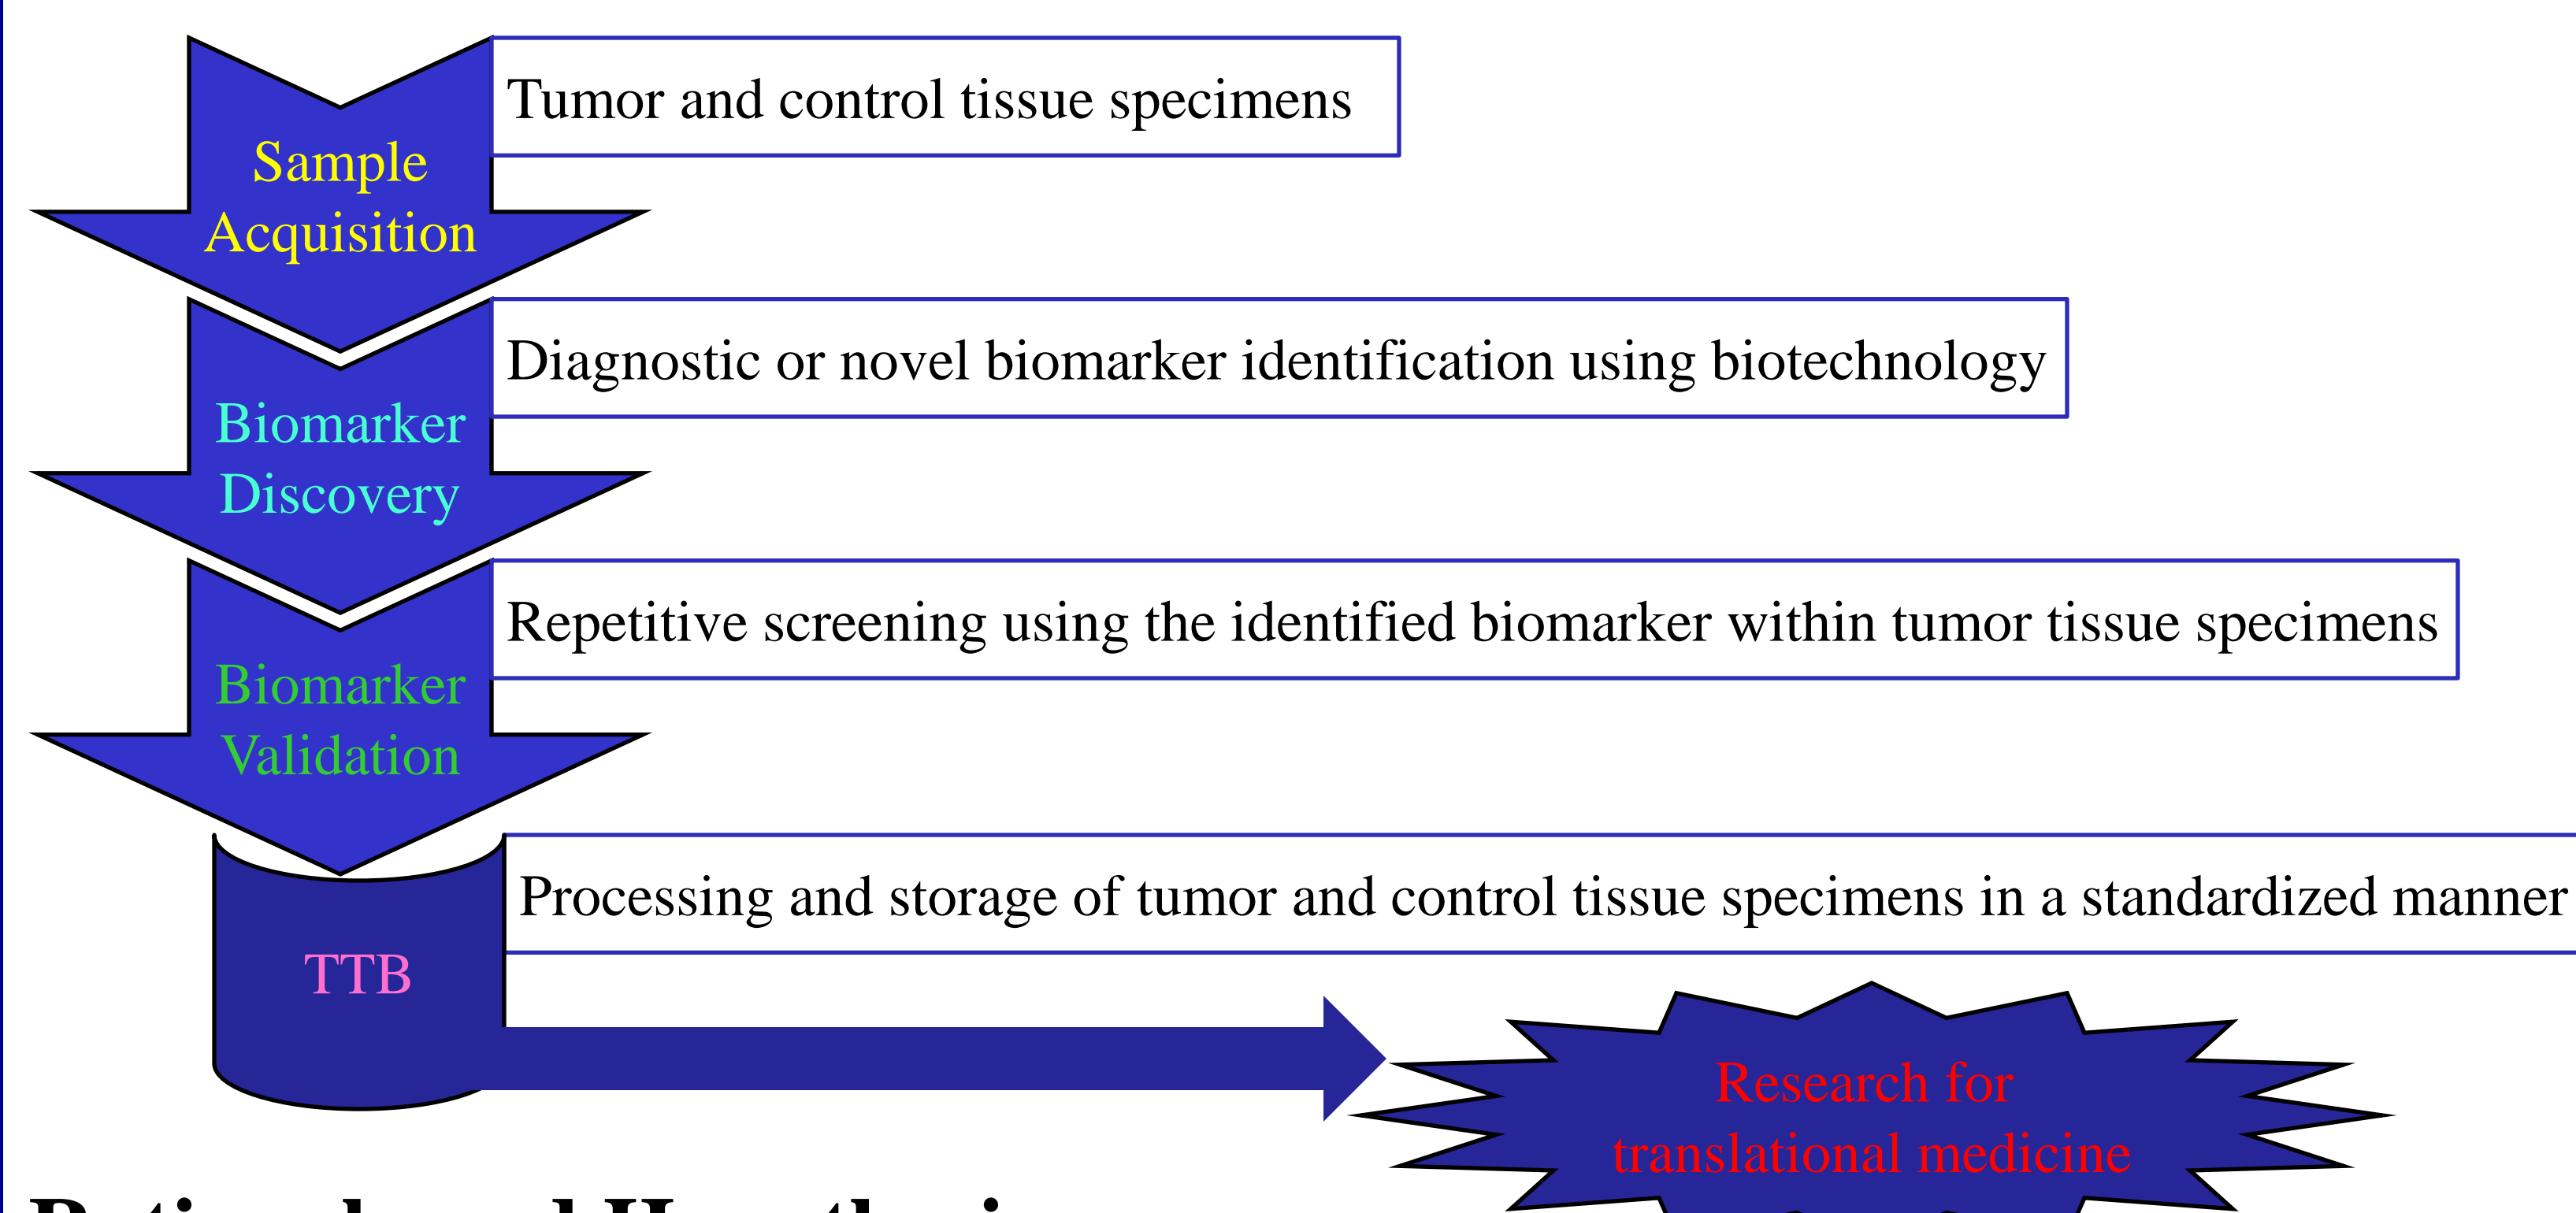 Tumor and control tissue specimens
Sample
Acquisition
Diagnostic or novel biomarker identification using biotechnology
Biomarker
Discovery
Repetitive screening using the identified biomarker within tumor tissue specimens
Biomarker
Validation
Processing and storage of tumor and control tissue specimens in a standardized manner
TTB
Research for
translational medicine